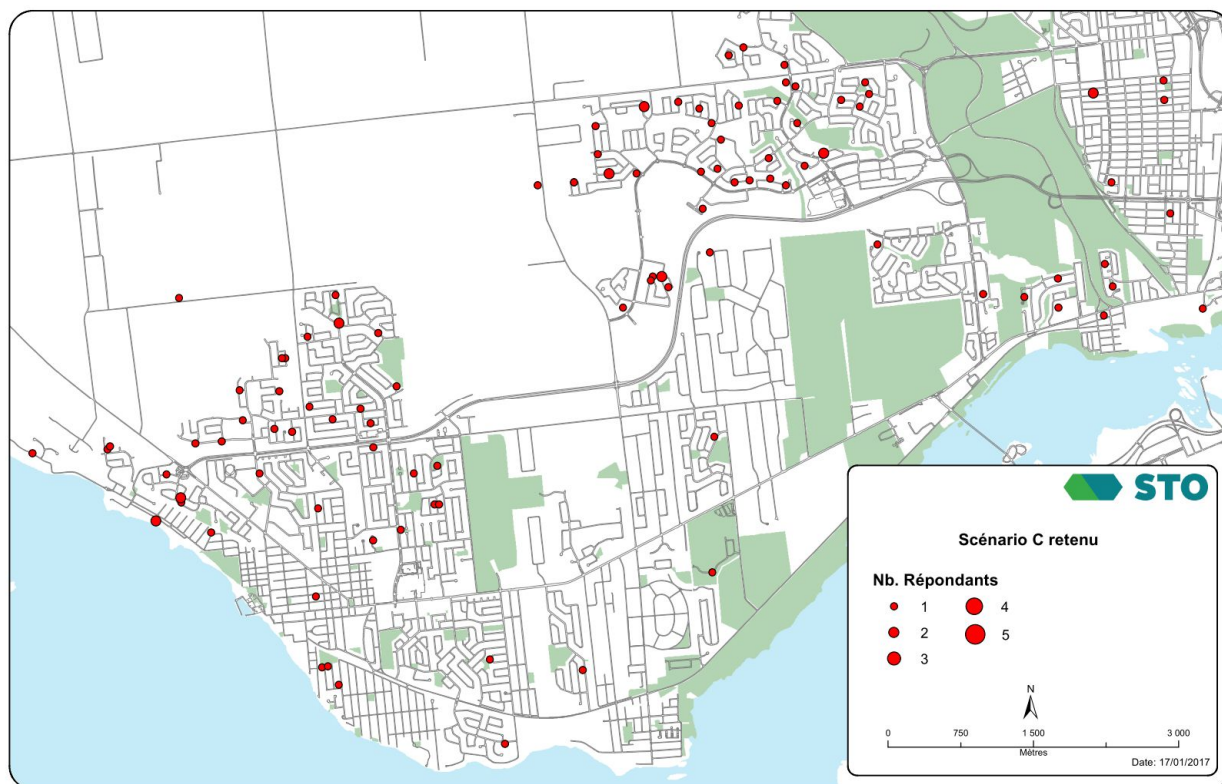 STO
Scénario C retenu
Nb. Répondants
1 4
2 5
3
N
0 750 1 500 3 000
Mètres
Date: 17/01/2017